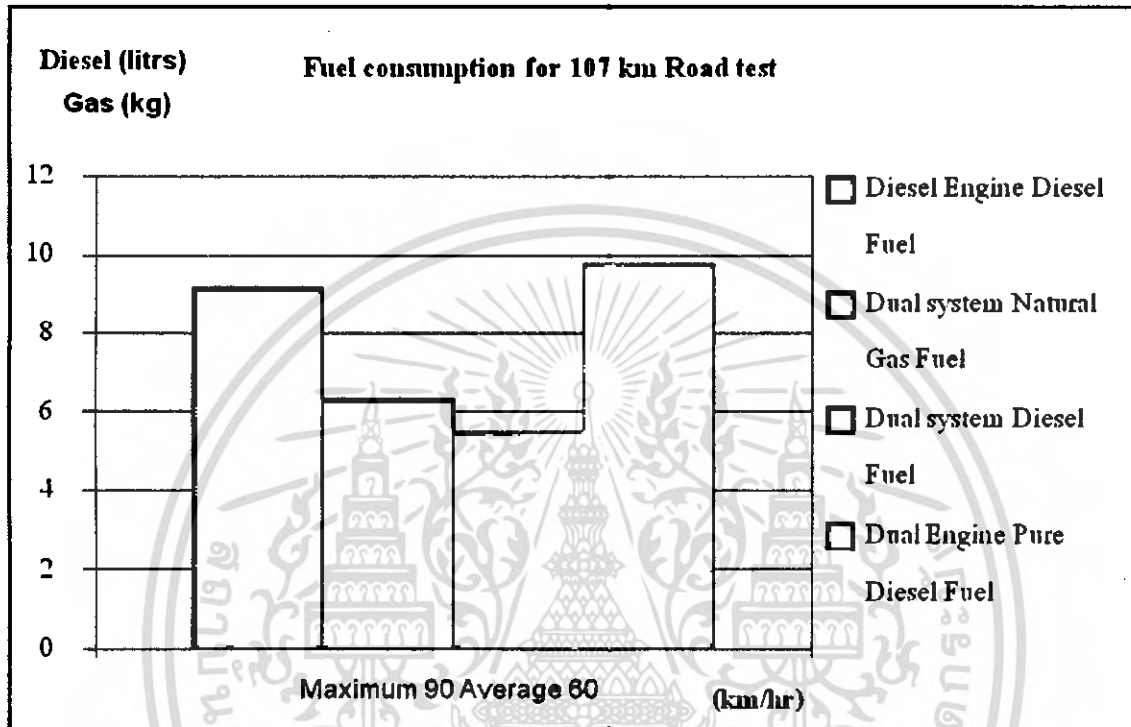 Diesel (litrs)
Gas (kg)
Fuel consumption for 107 km Road test
12
10
8
6
4
2
0
Diesel Engine Diesel
Fuel
Dual system Natural
Gas Fuel
Dual system Diesel
Fuel
Dual Engine Pure
Diesel Fuel
Maximum 90 Average 60
(km/hr)